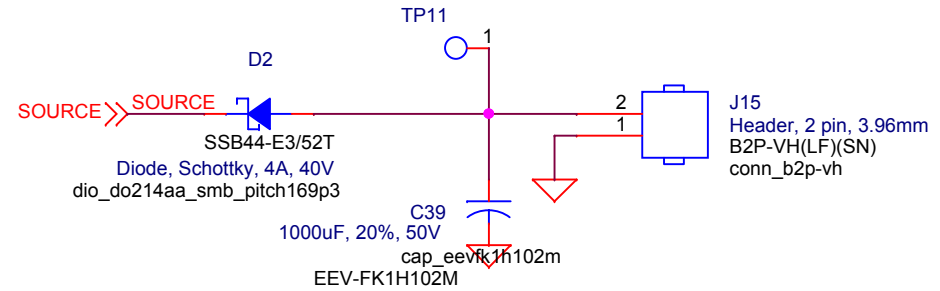 TP11
1
D2
SOURCE
SOURCE
SSB44-E3/52T
Diode, Schottky, 4A, 40V
dio_do214aa_smb_pitch169p3
2
1
J15
Header, 2 pin, 3.96mm
B2P-VH(LF)(SN)
conn_b2p-vh
C39
1000uF, 20%, 50V
cap_eevfk1h102m
EEV-FK1H102M